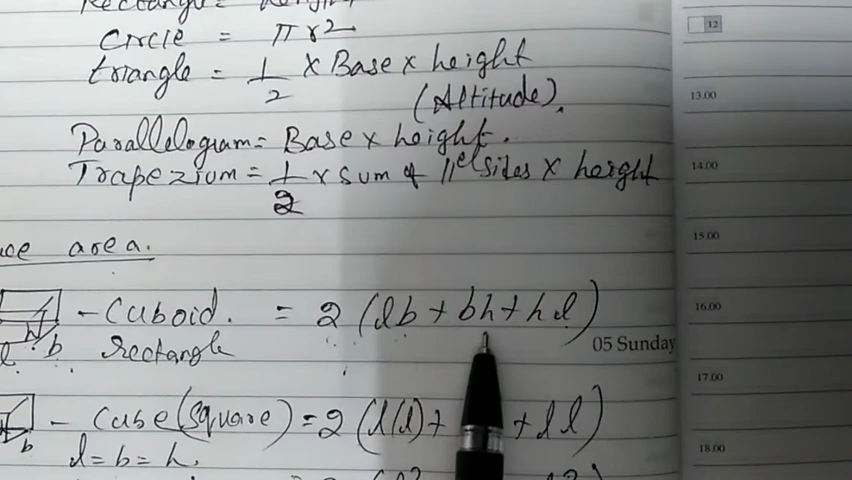 Rectangle =
Circle = πr2
triangle = 1/2 × Base × height
(Altitude).
Parallelogram = Base × height.
Trapezium = 1/2 × sum of 11el sides × height
area.
- Cuboid. = 2 (lb + bh + hl)
l b rectangle
- Cube (square) = 2 (l(l) + + l l)
b
l = b = h.
12
13.00
14.00
15.00
16.00
05 Sunday
17.00
18.00